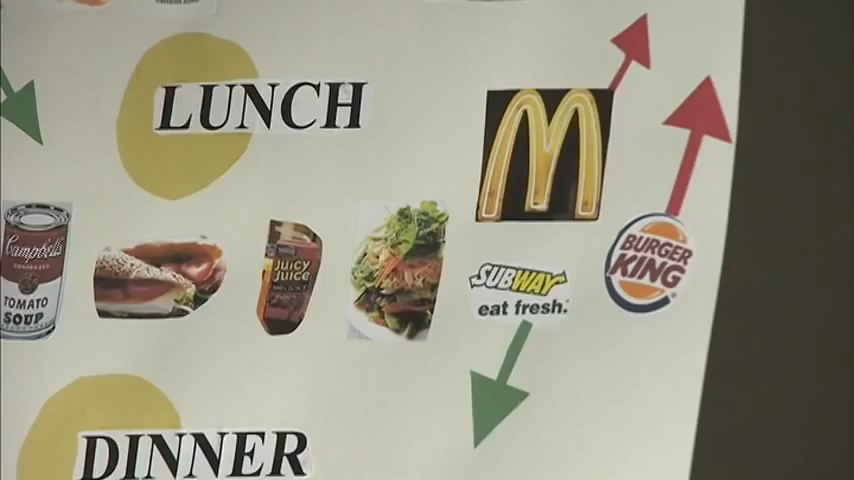 LUNCH
M
Campbell's
CONDENSED
TOMATO
SOUP
JUICY
JUICE
SUBWAY
eat fresh.
BURGER
KING
DINNER